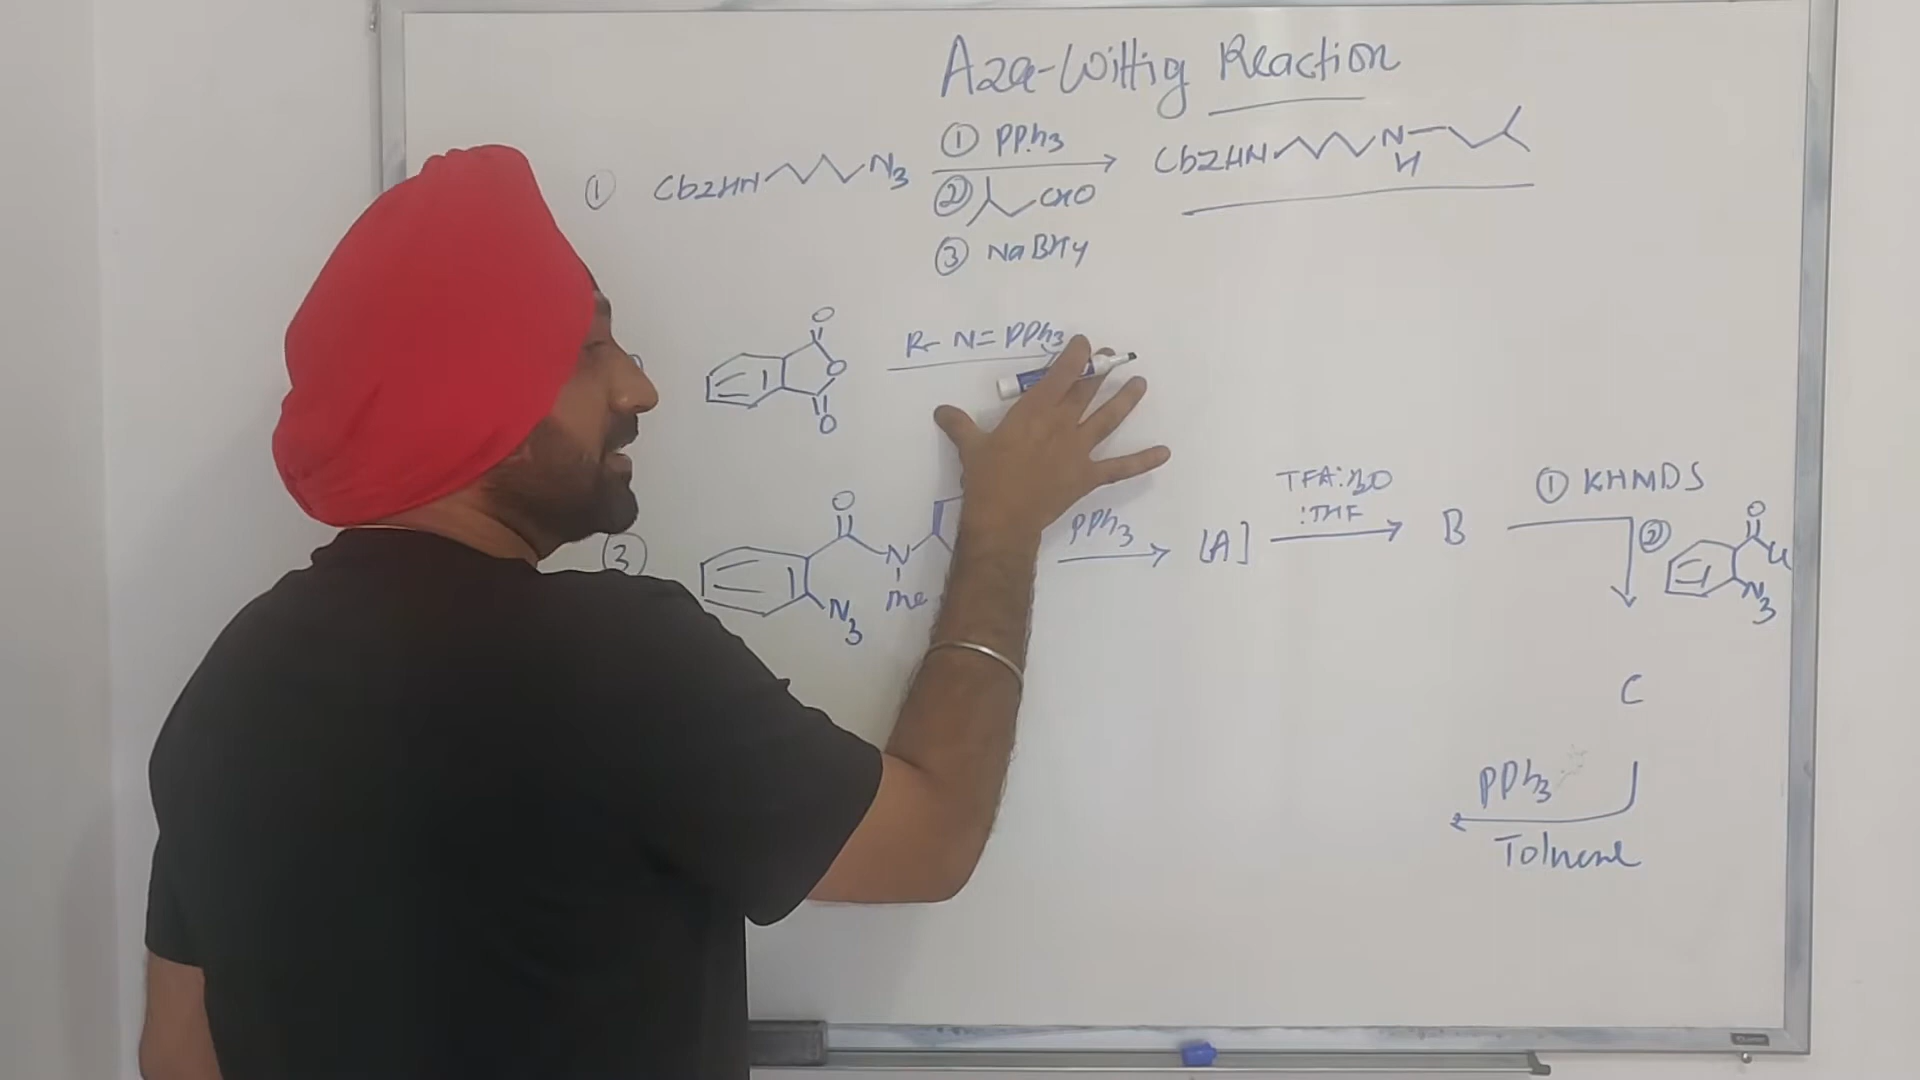 Aza-Wittig Reaction
① CbzHN N3 ① PPh3 CbzHN N H
② CHO
③ NaBH4
O O O R-N=PPh3
③ O N Me N3 PPh3 [A] TFA:H2O :THF B ① KHMDS
② O Cl N3
C
PPh3
Toluene